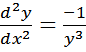 d²y/dx² = -1/y³